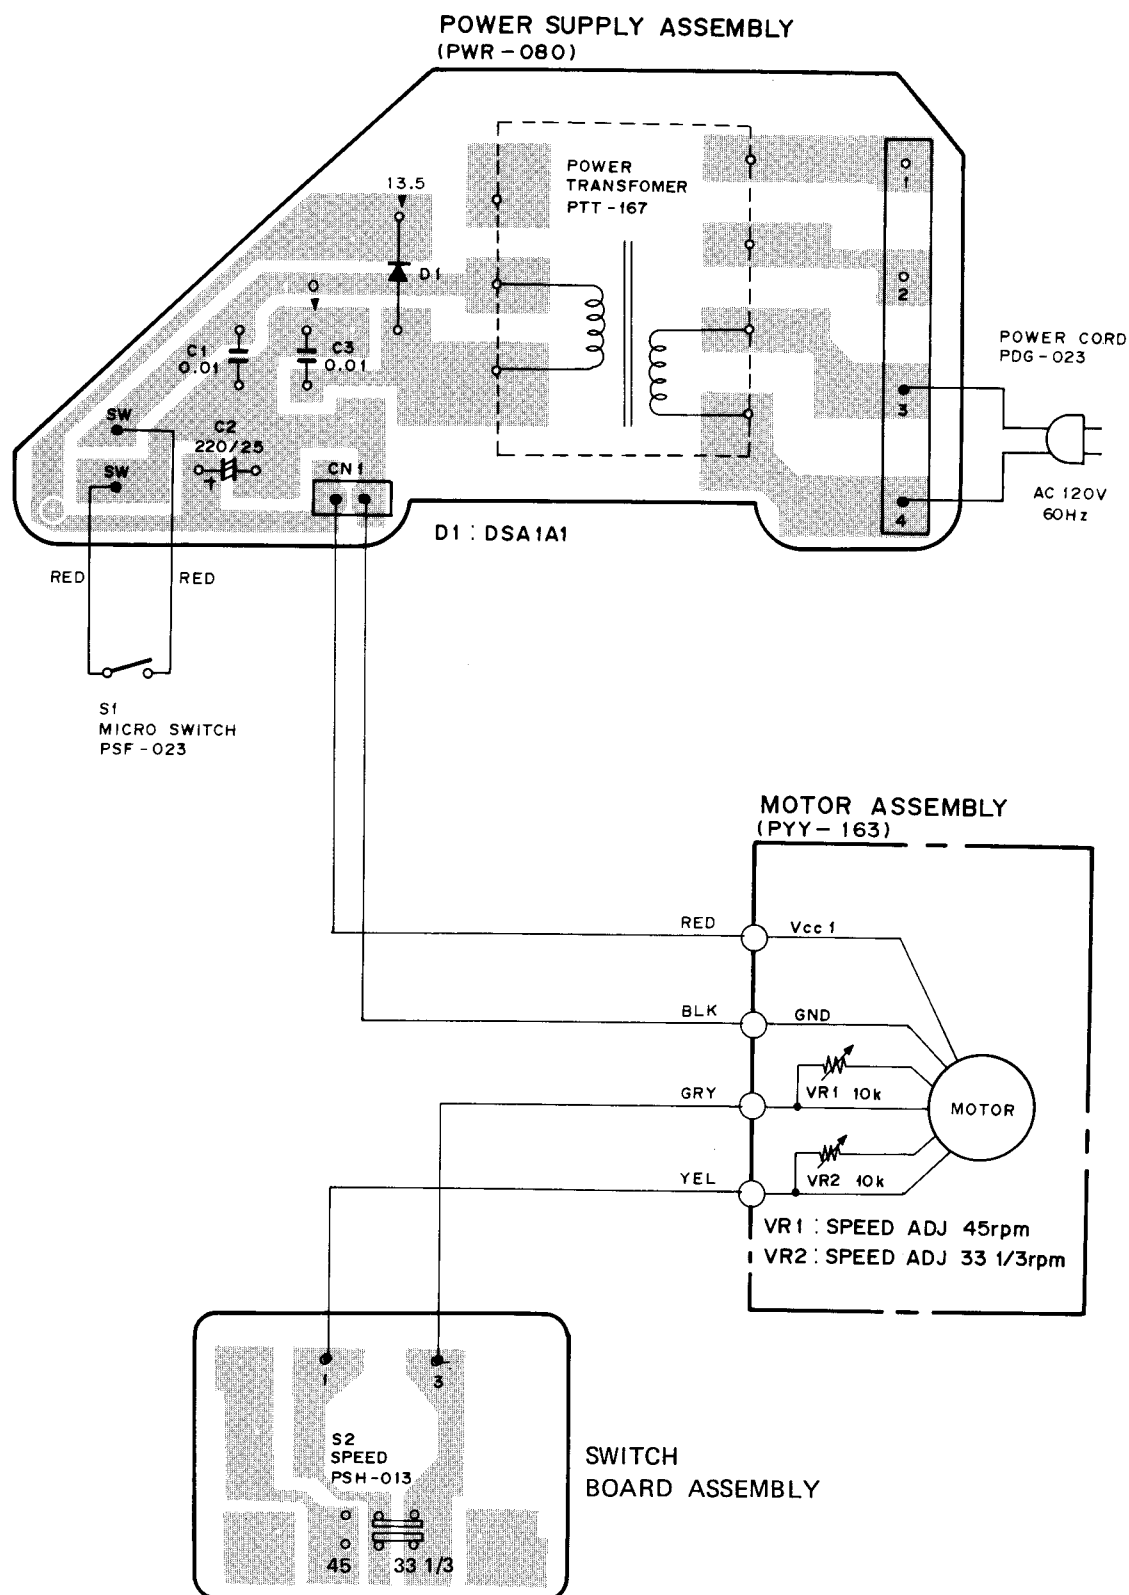 POWER SUPPLY ASSEMBLY
(PWR-080)
POWER
TRANSFOMER
PTT-167
13.5
D1
0
C1
0.01
C3
0.01
C2
220/25
+
SW
SW
CN1
1
2
3
4
POWER CORD
PDG-023
AC 120V
60Hz
D1 : DSA1A1
RED
RED
S1
MICRO SWITCH
PSF-023
MOTOR ASSEMBLY
(PYY-163)
RED
Vcc1
BLK
GND
GRY
VR1 10k
MOTOR
YEL
VR2 10k
VR1 : SPEED ADJ 45rpm
VR2 : SPEED ADJ 33 1/3rpm
1
3
S2
SPEED
PSH-013
45
33 1/3
SWITCH
BOARD ASSEMBLY